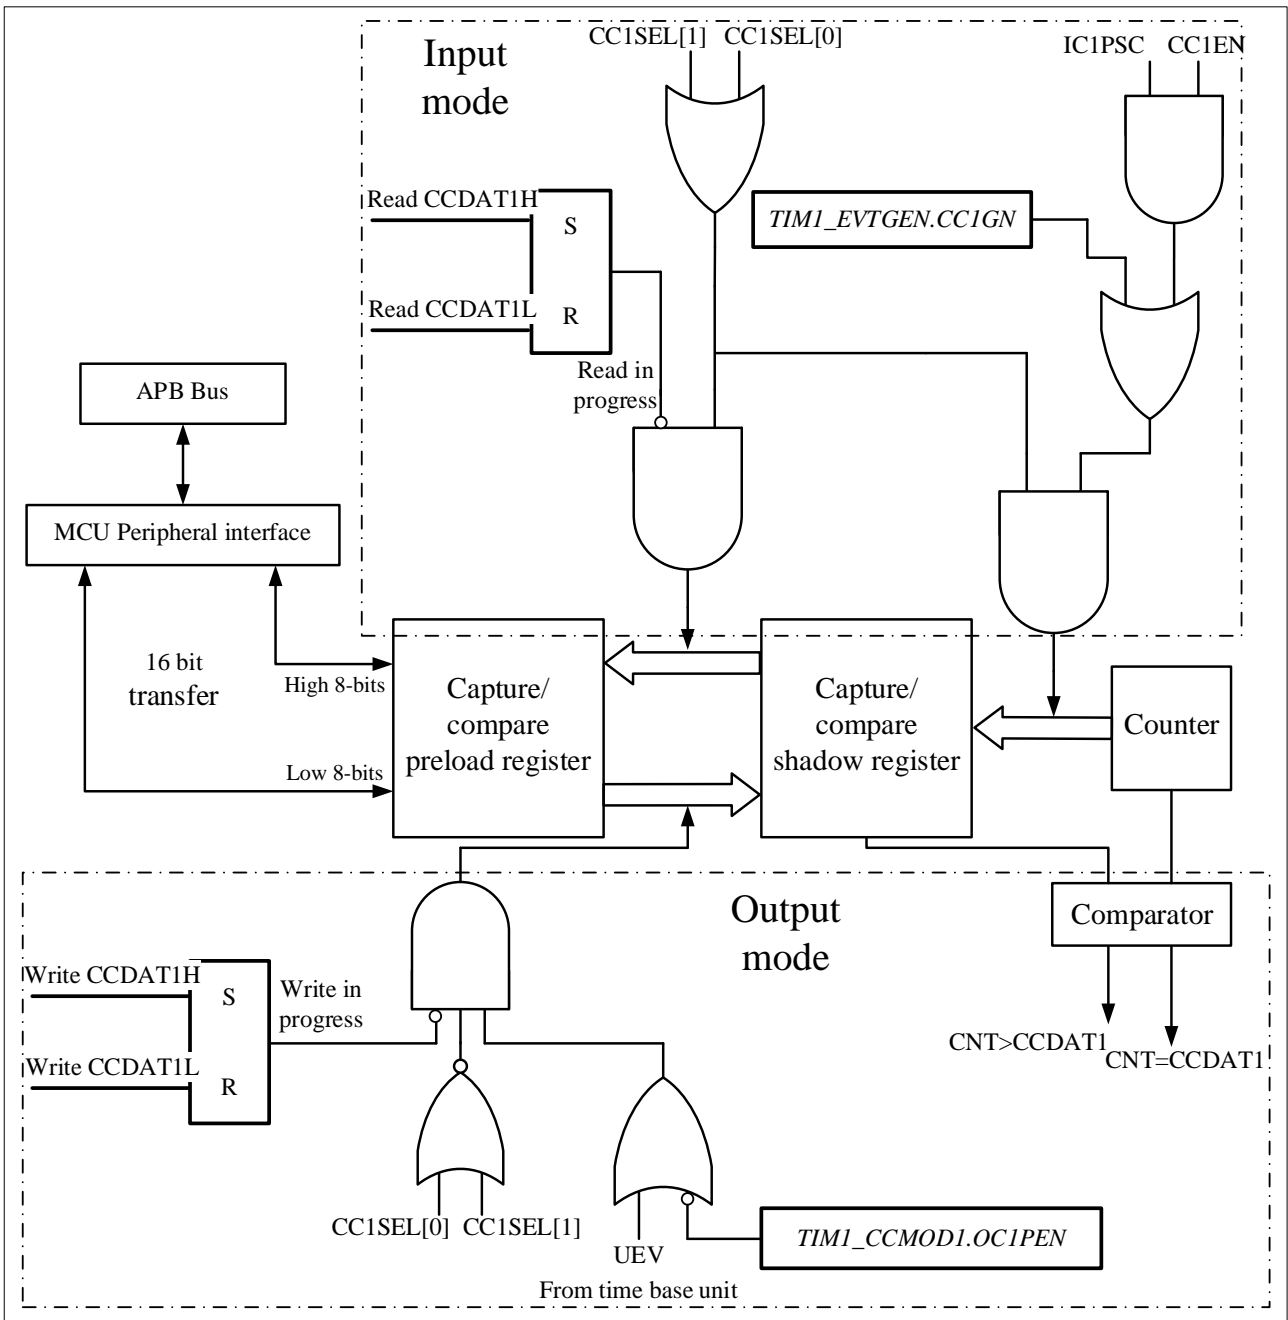 Input
mode
CC1SEL[1] CC1SEL[0]
IC1PSC CC1EN
Read CCDAT1H
S
TIM1_EVTGEN.CC1GN
Read CCDAT1L
R
Read in
progress
APB Bus
MCU Peripheral interface
16 bit
transfer
High 8-bits
Low 8-bits
Capture/
compare
preload register
Capture/
compare
shadow register
Counter
Output
mode
Comparator
Write CCDAT1H
S
Write in
progress
Write CCDAT1L
R
CNT>CCDAT1
CNT=CCDAT1
CC1SEL[0] CC1SEL[1]
UEV
TIM1_CCMOD1.OC1PEN
From time base unit